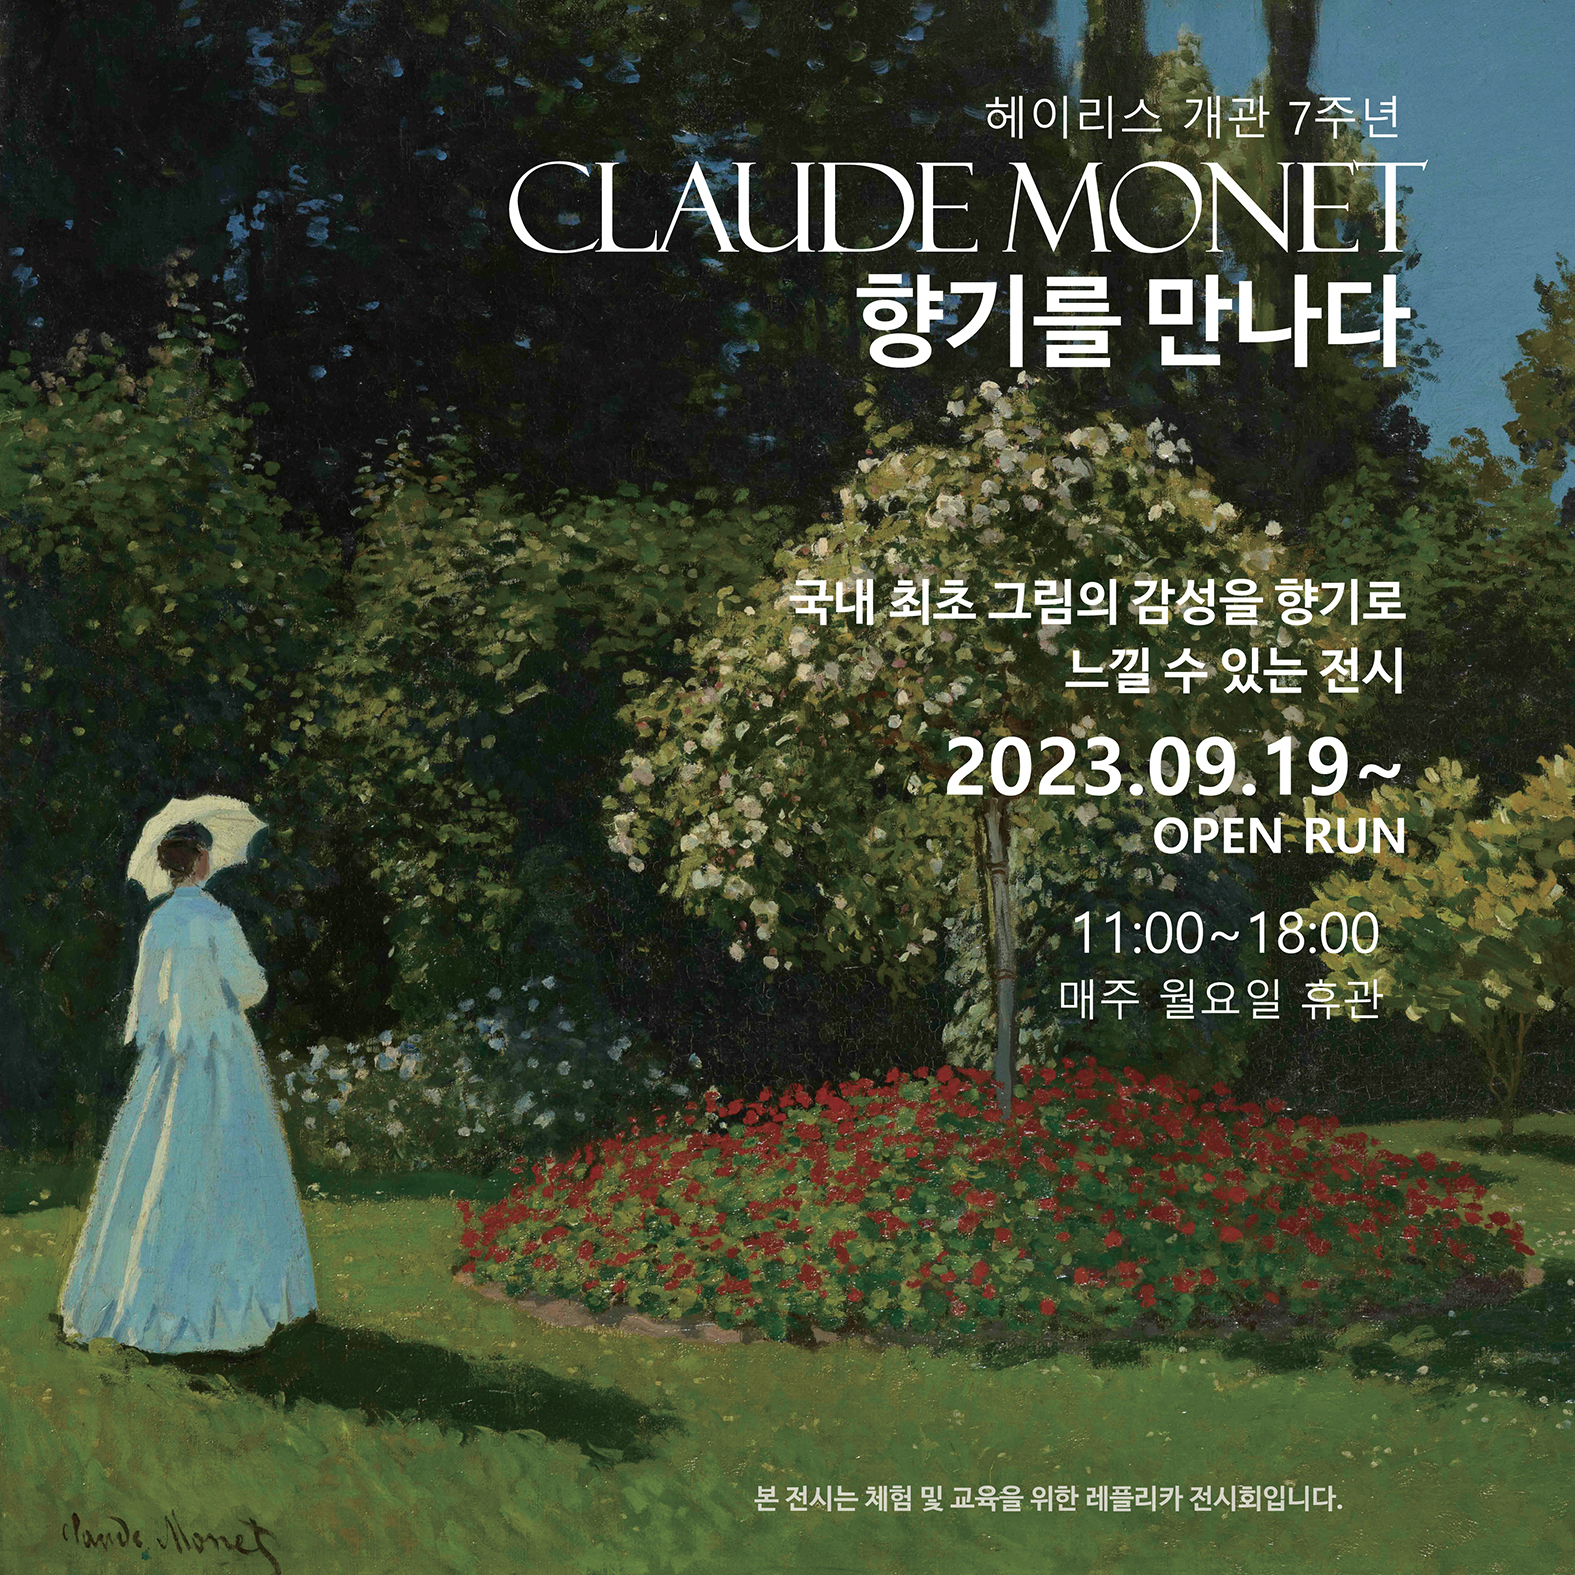 헤이리스 개관 7주년
CLAUDE MONET
향기를 만나다
국내 최초 그림의 감성을 향기로
느낄 수 있는 전시
2023.09.19~
OPEN RUN
11:00~18:00
매주 월요일 휴관
본 전시는 체험 및 교육을 위한 레플리카 전시회입니다.
Claude Monet